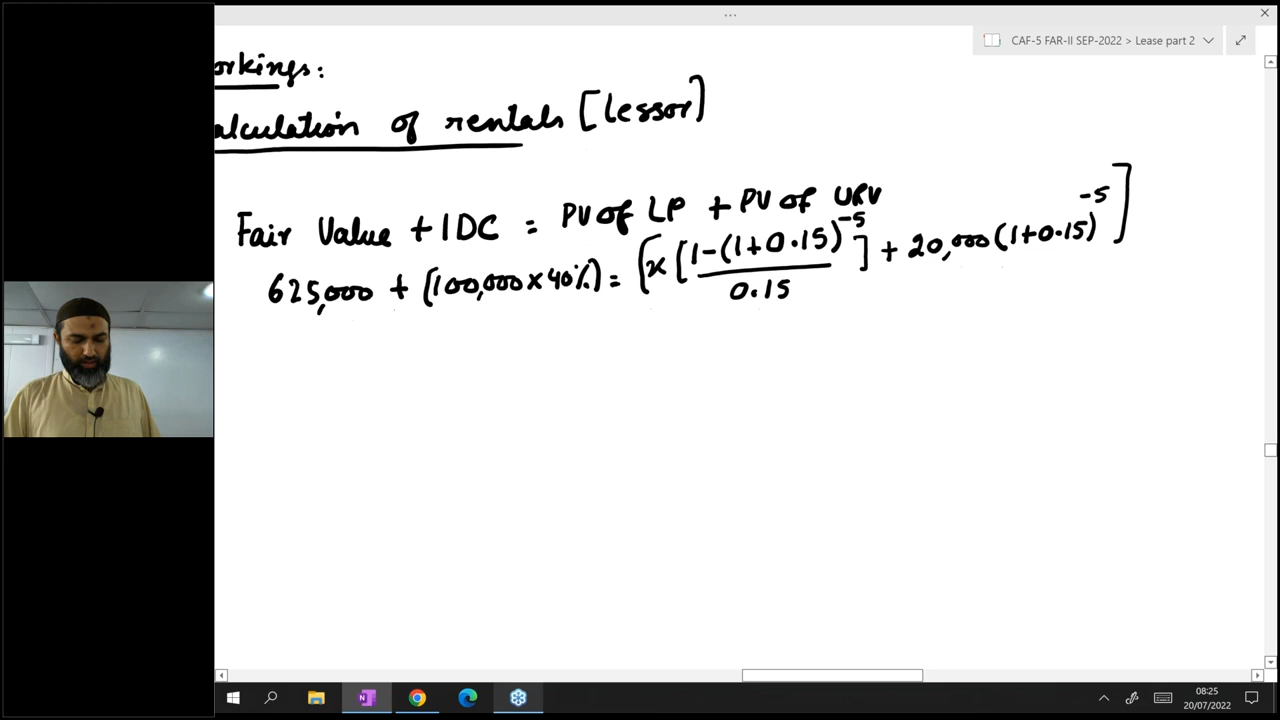 CAF-5 FAR-II SEP-2022 > Lease part 2
orkings:
alculation of rentals [lessor]
Fair Value + IDC = PV of LP + PV of URV
625,000 + (100,000 x 40%) = [x [1-(1+0.15)^-5 / 0.15] + 20,000(1+0.15)^-5]
08:25
20/07/2022